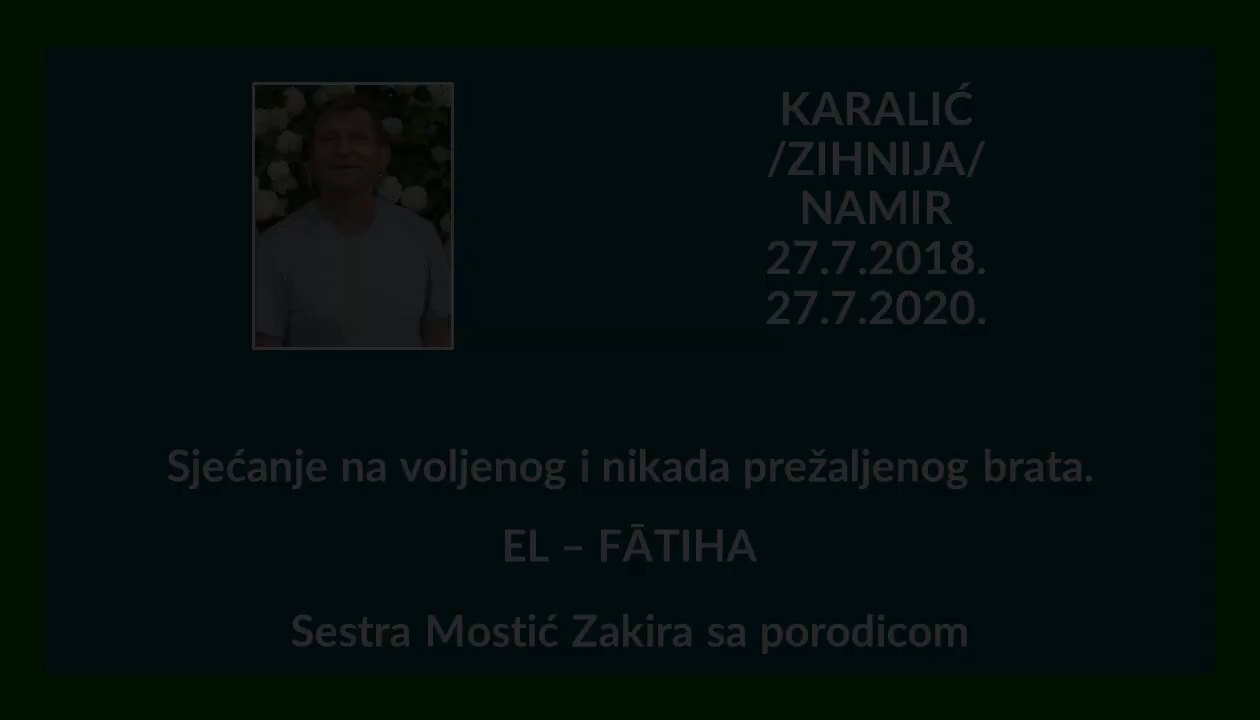 KARALIĆ
/ZIHNIJA/
NAMIR
27.7.2018.
27.7.2020.
Sjećanje na voljenog i nikada prežaljenog brata.
EL – FĀTIHA
Sestra Mostić Zakira sa porodicom